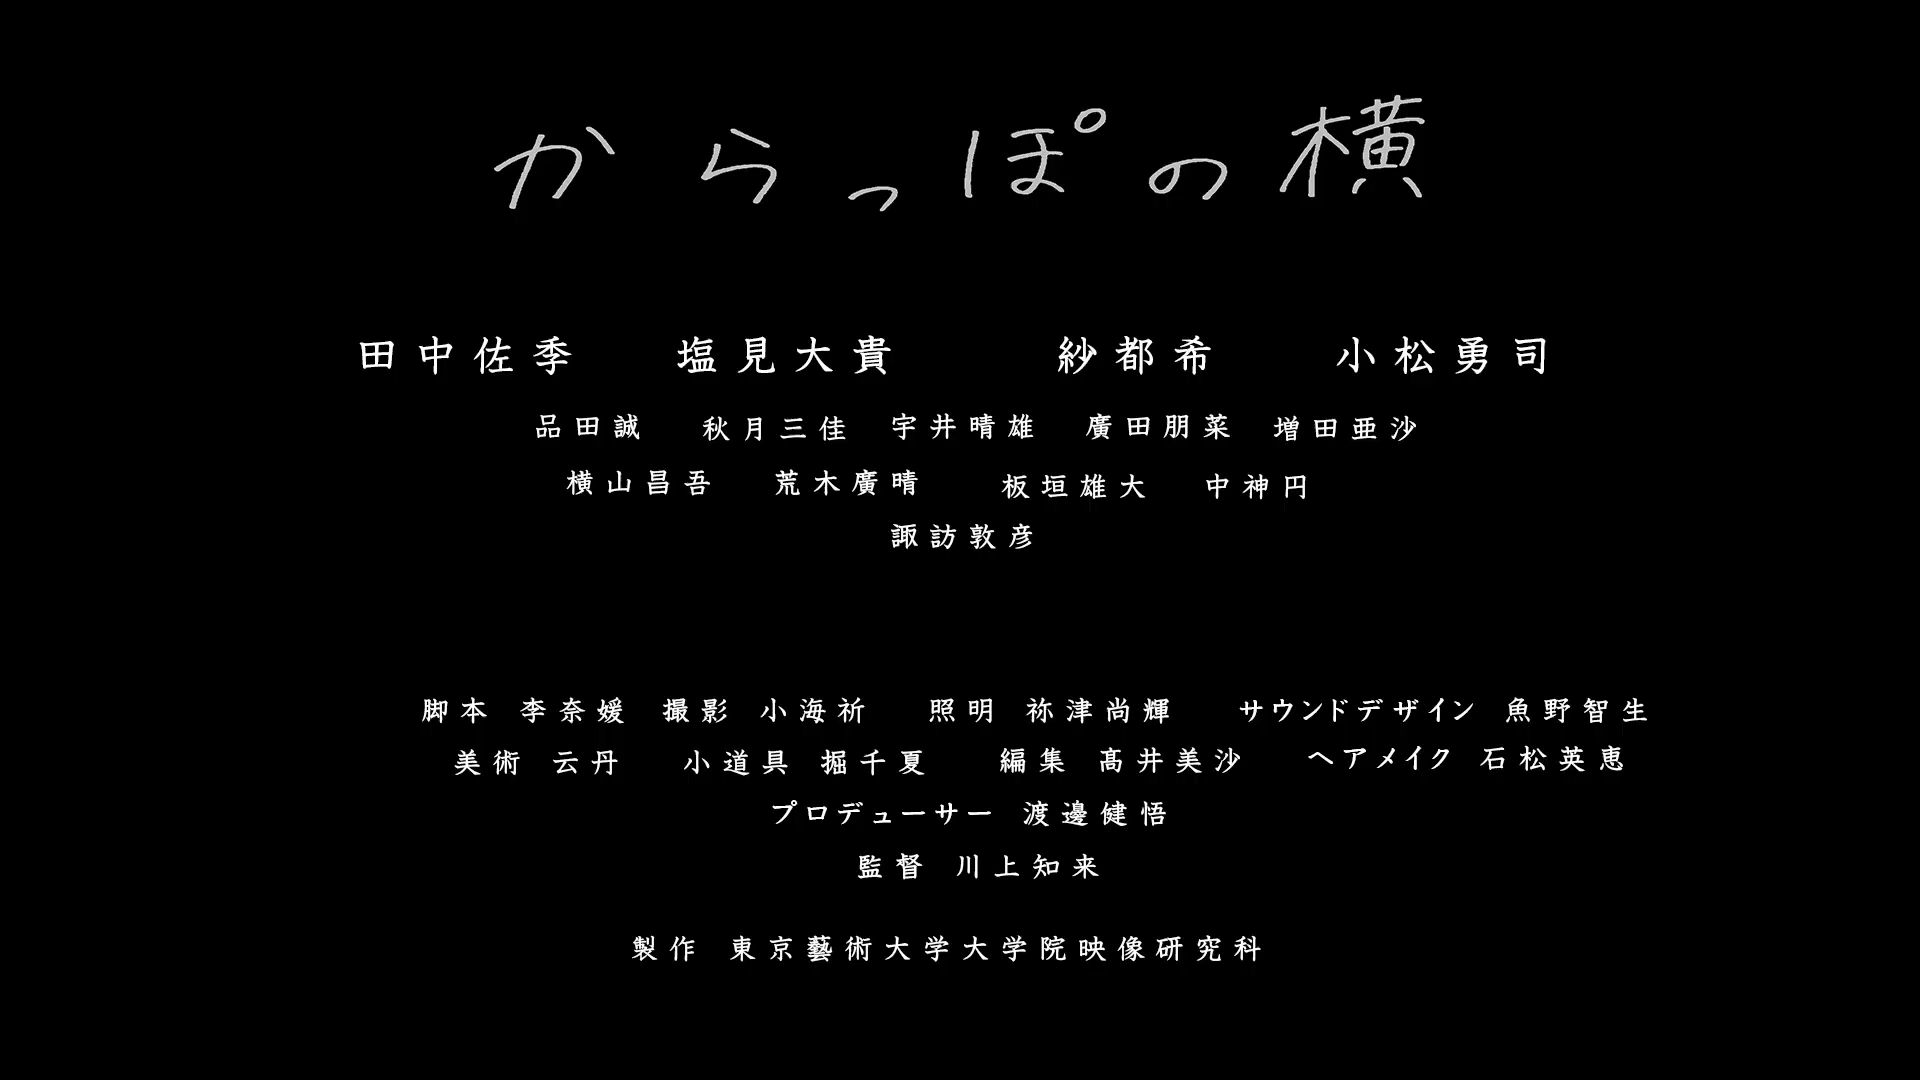 からっぽの横
田中佐季 塩見大貴 紗都希 小松勇司
品田誠 秋月三佳 宇井晴雄 廣田朋菜 増田亜沙
横山昌吾 荒木廣晴 板垣雄大 中神円
諏訪敦彦
脚本 李奈媛 撮影 小海祈 照明 祢津尚輝 サウンドデザイン 魚野智生
美術 云丹 小道具 掘千夏 編集 髙井美沙 ヘアメイク 石松英恵
プロデューサー 渡邊健悟
監督 川上知来
製作 東京藝術大学大学院映像研究科